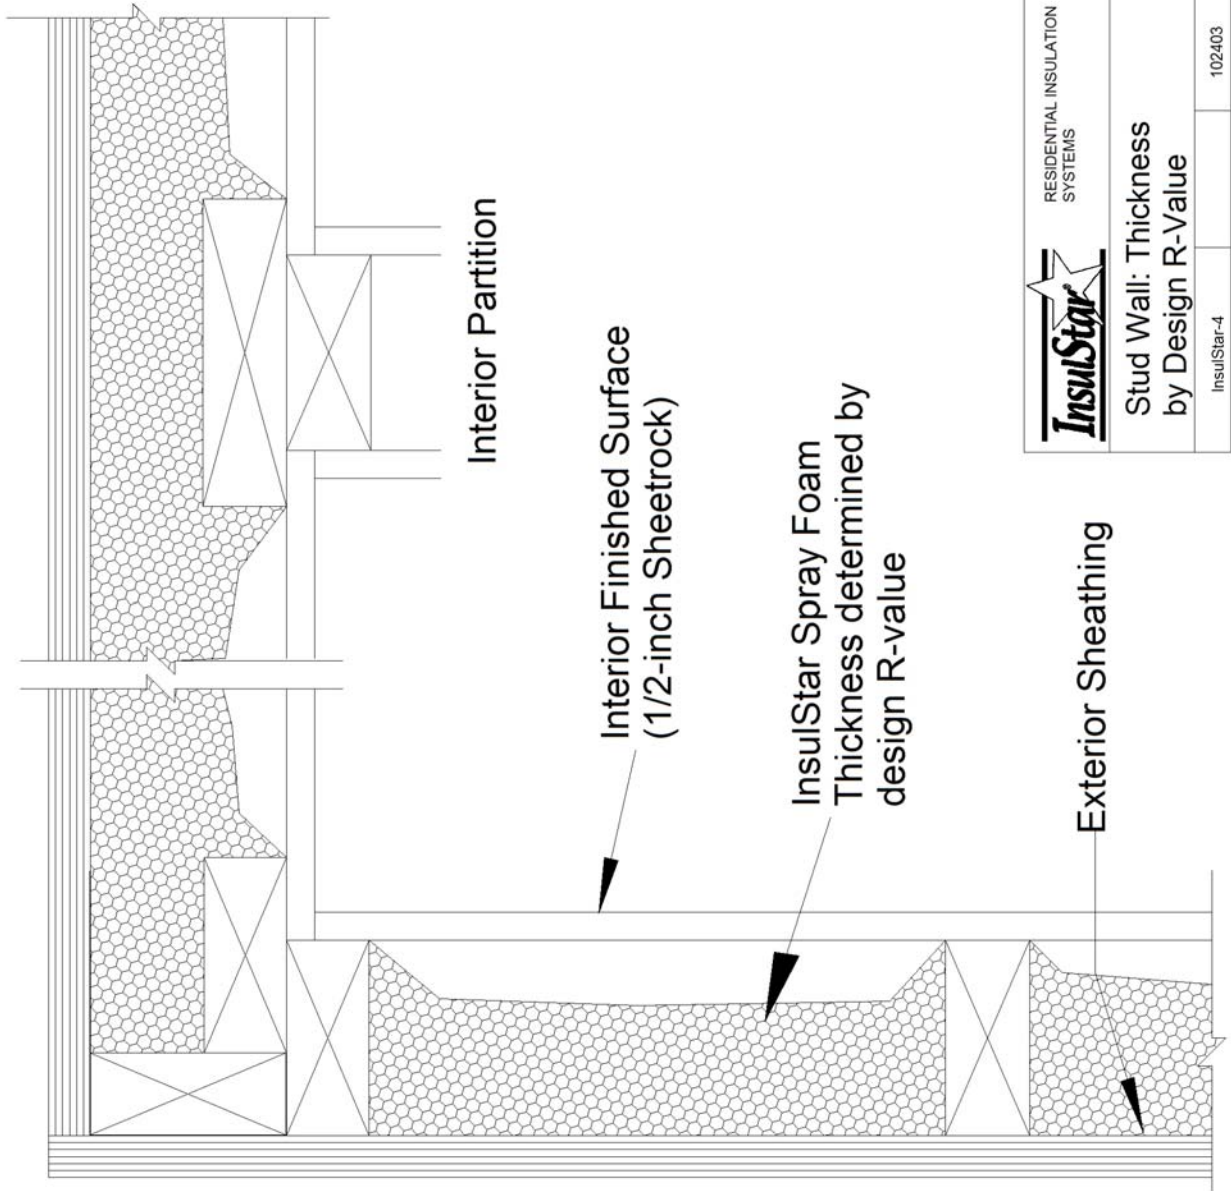 Interior Partition
Interior Finished Surface
(1/2-inch Sheetrock)
InsulStar Spray Foam
Thickness determined by
design R-value
Exterior Sheathing
InsulStar®
RESIDENTIAL INSULATION
SYSTEMS
Stud Wall: Thickness
by Design R-Value
InsulStar-4
102403